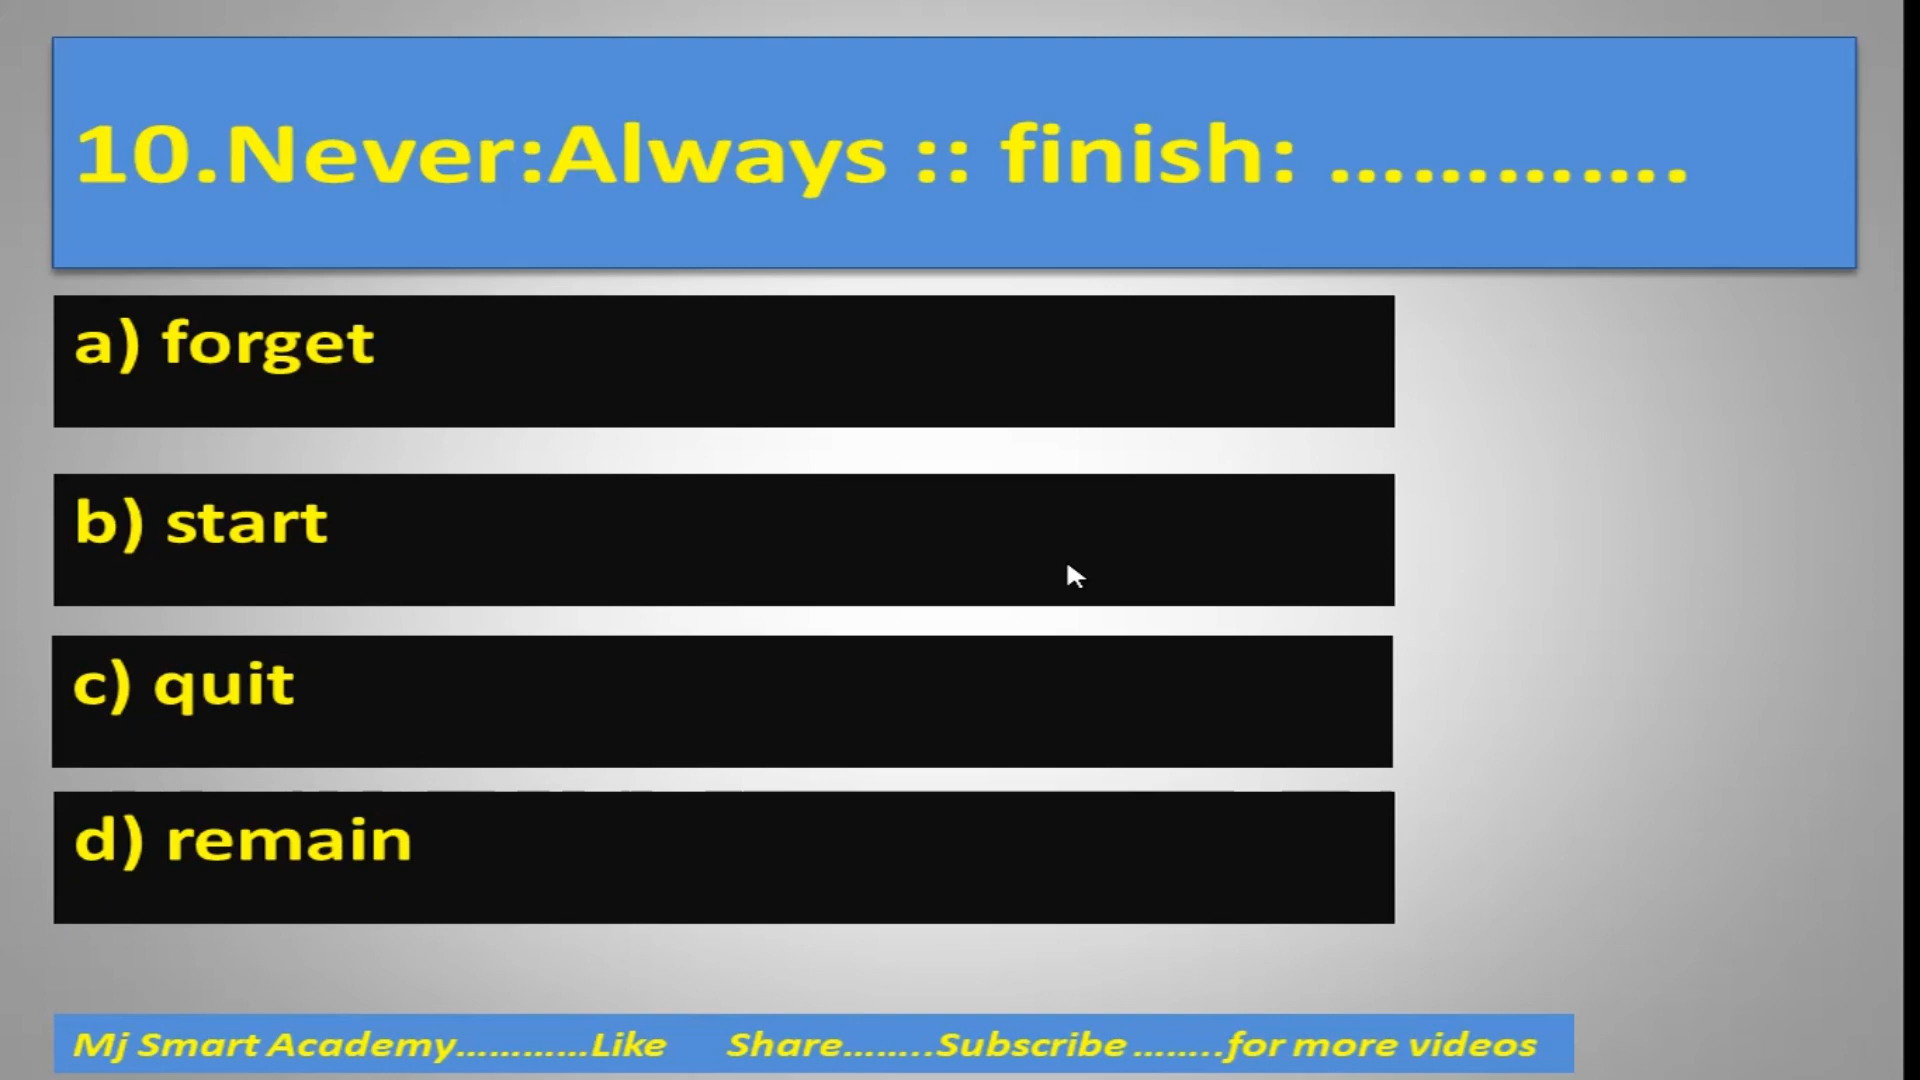 10.Never:Always :: finish: .............
a) forget
b) start
c) quit
d) remain
Mj Smart Academy............Like Share........Subscribe........for more videos